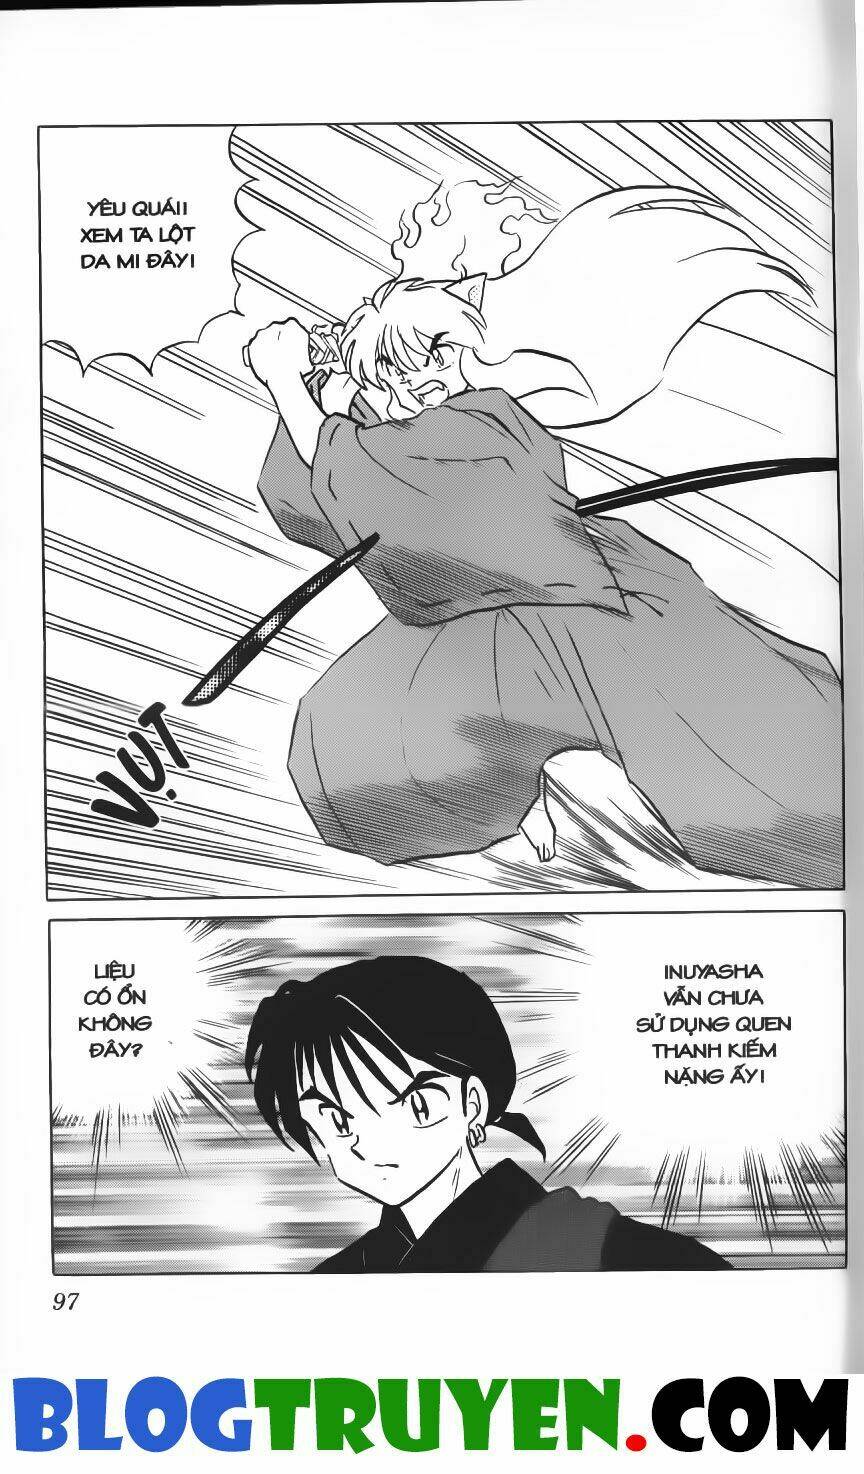 YÊU QUÁI!
XEM TA LỘT
DA MI ĐÂY!
VỤT
INUYASHA
VẪN CHƯA
SỬ DỤNG QUEN
THANH KIẾM
NẶNG ẤY!
LIỆU
CÓ ỔN
KHÔNG
ĐÂY?
97
BLOGTRUYEN.COM